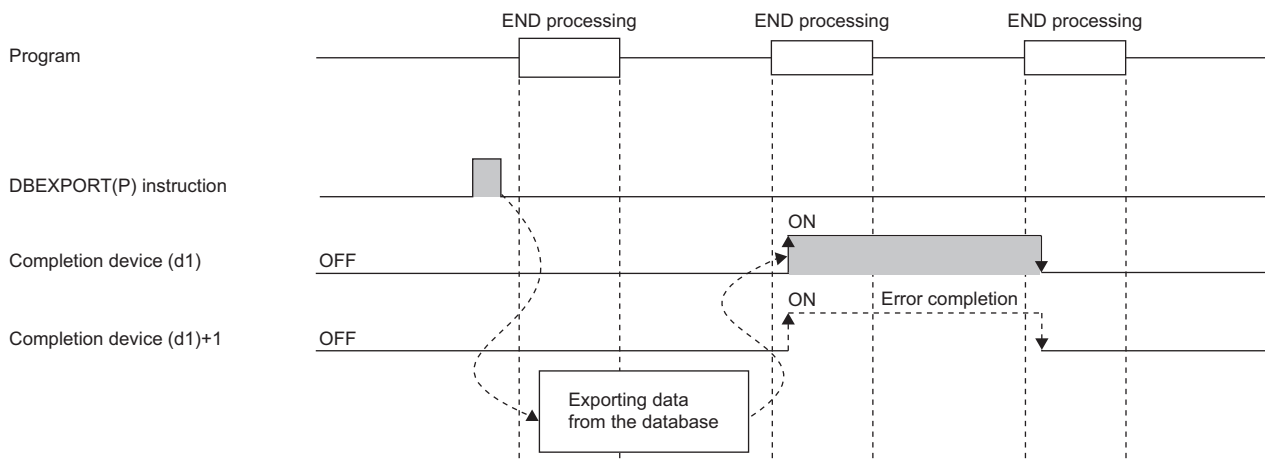 END processing END processing END processing
Program
DBEXPORT(P) instruction
ON
Completion device (d1) OFF
ON Error completion
Completion device (d1)+1 OFF
Exporting data
from the database